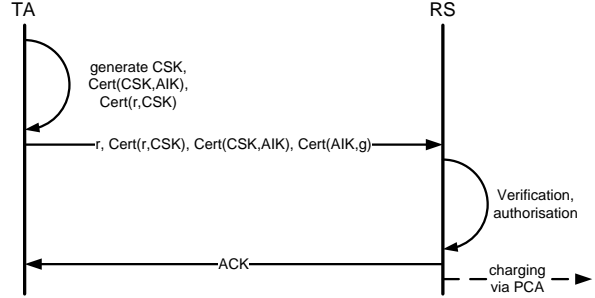 TA
RS
generate CSK,
Cert(CSK,AIK),
Cert(r,CSK)
r, Cert(r,CSK), Cert(CSK,AIK), Cert(AIK,g)
Verification,
authorisation
ACK
charging
via PCA